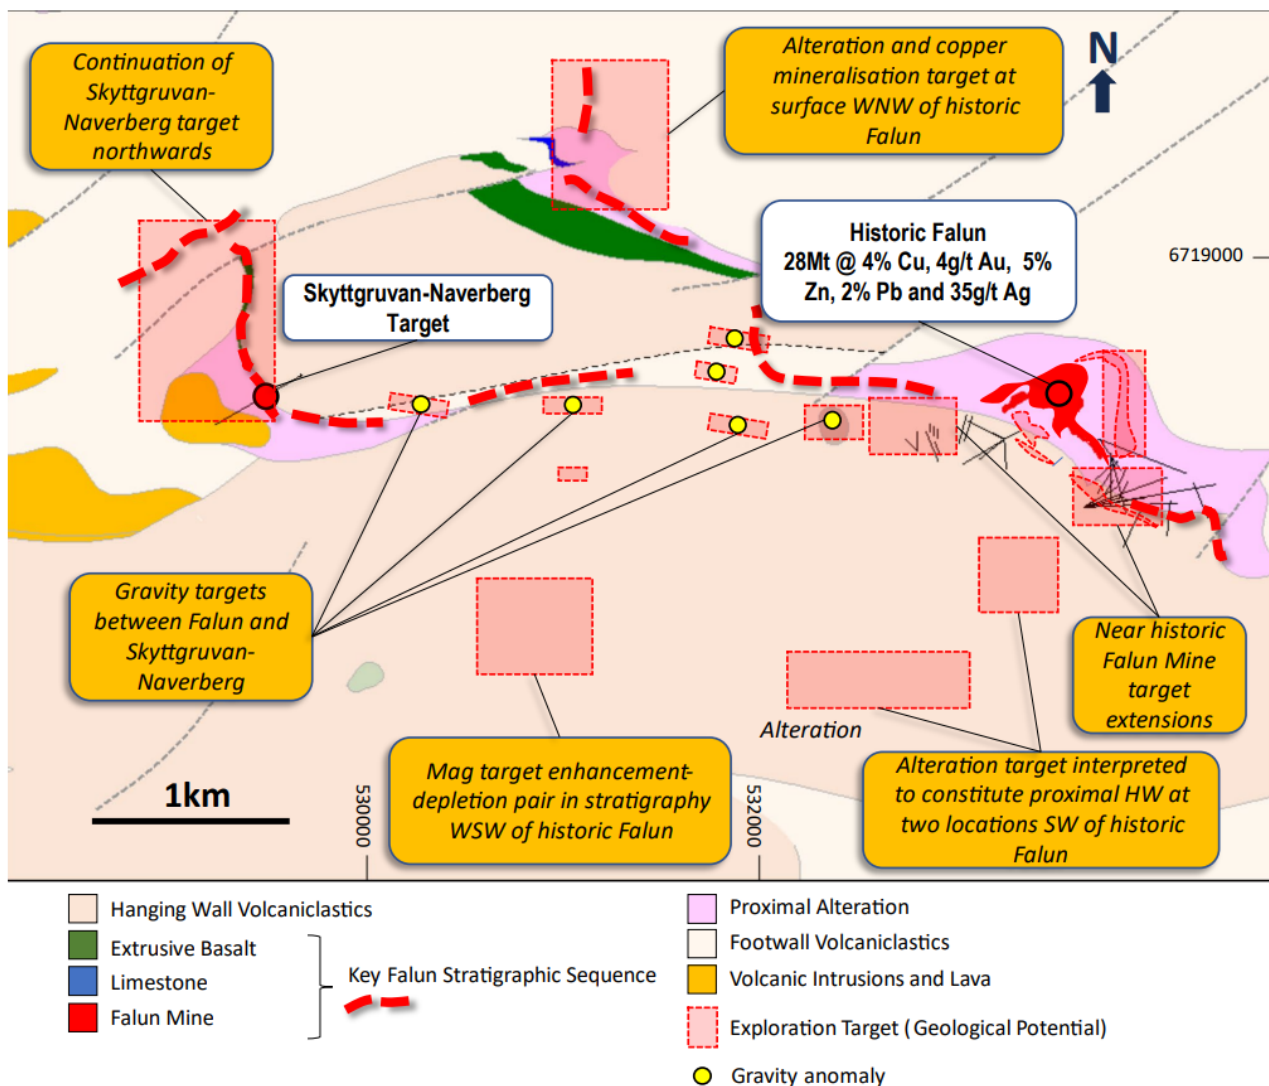 Continuation of
Skyttgruvan-
Naverberg target
northwards
Alteration and copper
mineralisation target at
surface WNW of historic
Falun
N
Historic Falun
28Mt @ 4% Cu, 4g/t Au,  5%
Zn, 2% Pb and 35g/t Ag
6719000
Skyttgruvan-Naverberg
Target
Gravity targets
between Falun and
Skyttgruvan-
Naverberg
Near historic
Falun Mine
target
extensions
Alteration
Mag target enhancement-
depletion pair in stratigraphy
WSW of historic Falun
Alteration target interpreted
to constitute proximal HW at
two locations SW of historic
Falun
1km
530000
532000
Hanging Wall Volcaniclastics
Extrusive Basalt
Limestone
Falun Mine
Key Falun Stratigraphic Sequence
Proximal Alteration
Footwall Volcaniclastics
Volcanic Intrusions and Lava
Exploration Target (Geological Potential)
Gravity anomaly